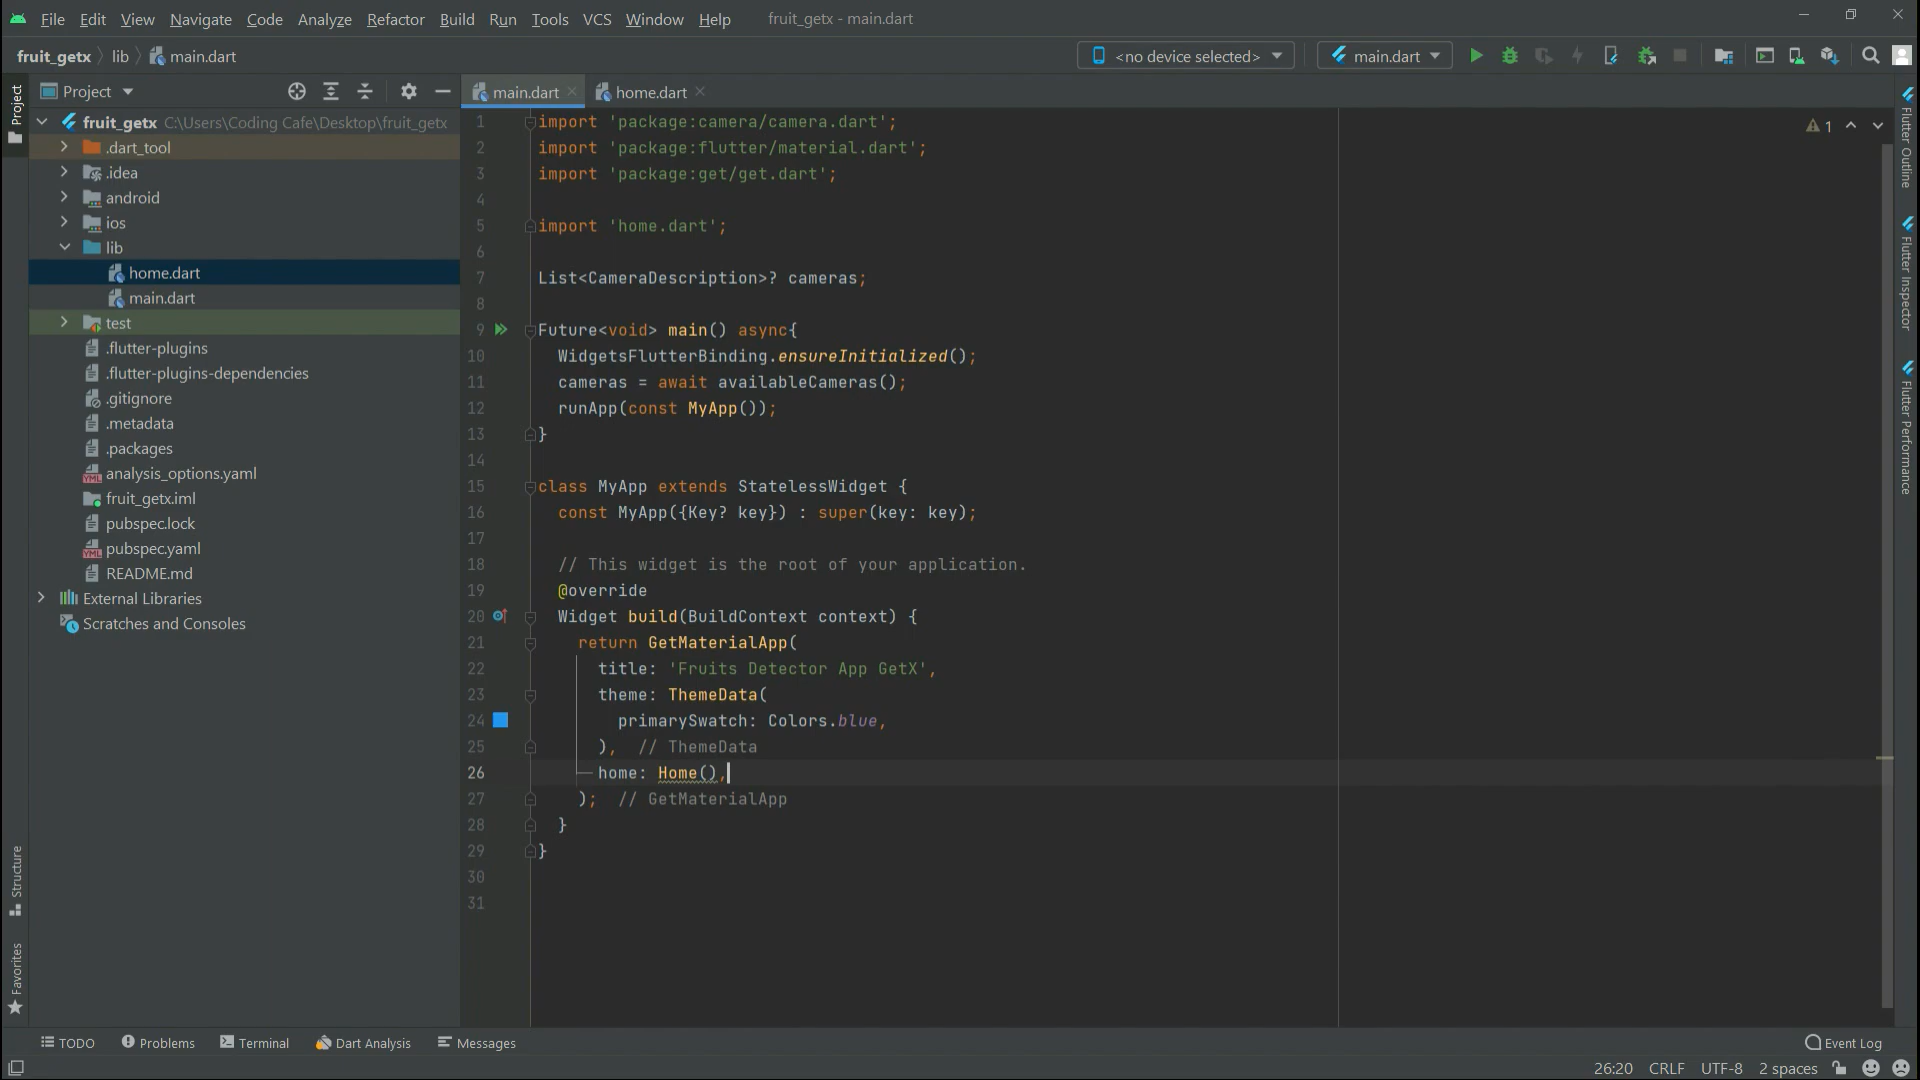 File Edit View Navigate Code Analyze Refactor Build Run Tools VCS Window Help fruit_getx - main.dart
fruit_getx lib main.dart <no device selected> main.dart
Project
Project
fruit_getx C:\Users\Coding Cafe\Desktop\fruit_getx
.dart_tool
.idea
android
ios
lib
home.dart
main.dart
test
.flutter-plugins
.flutter-plugins-dependencies
.gitignore
.metadata
.packages
analysis_options.yaml
fruit_getx.iml
pubspec.lock
pubspec.yaml
README.md
External Libraries
Scratches and Consoles
Structure
Favorites
main.dart home.dart
1 import 'package:camera/camera.dart';
2 import 'package:flutter/material.dart';
3 import 'package:get/get.dart';
4
5 import 'home.dart';
6
7 List<CameraDescription>? cameras;
8
9 Future<void> main() async{
10 WidgetsFlutterBinding.ensureInitialized();
11 cameras = await availableCameras();
12 runApp(const MyApp());
13 }
14
15 class MyApp extends StatelessWidget {
16 const MyApp({Key? key}) : super(key: key);
17
18 // This widget is the root of your application.
19 @override
20 Widget build(BuildContext context) {
21 return GetMaterialApp(
22 title: 'Fruits Detector App GetX',
23 theme: ThemeData(
24 primarySwatch: Colors.blue,
25 ), // ThemeData
26 home: Home(),
27 ); // GetMaterialApp
28 }
29 }
30
31
1
Flutter Outline
Flutter Inspector
Flutter Performance
TODO Problems Terminal Dart Analysis Messages Event Log
26:20 CRLF UTF-8 2 spaces